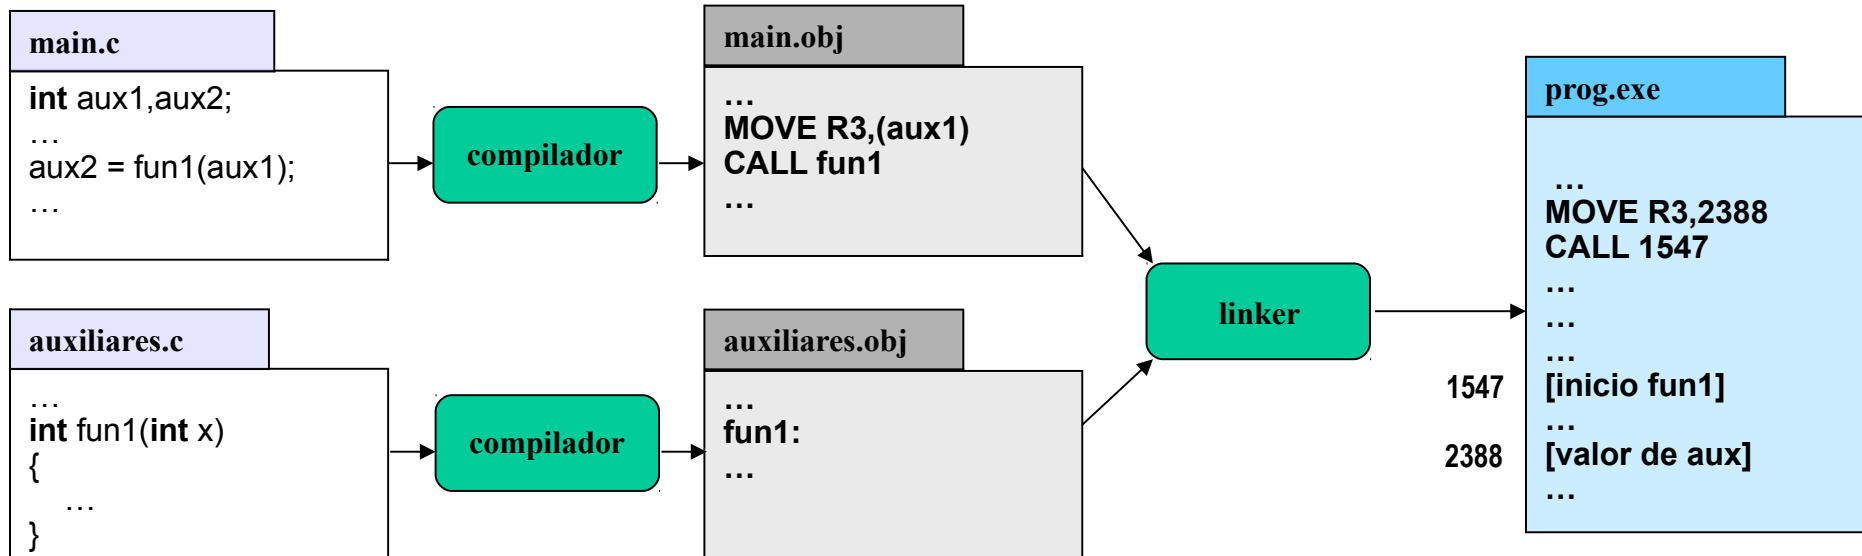 main.c
int aux1,aux2;
…
aux2 = fun1(aux1);
…
compilador
main.obj
…
MOVE R3,(aux1)
CALL fun1
…
auxiliares.c
…
int fun1(int x)
{
…
}
compilador
auxiliares.obj
…
fun1:
…
linker
prog.exe
…
MOVE R3,2388
CALL 1547
…
…
…
1547 [inicio fun1]
…
2388 [valor de aux]
…